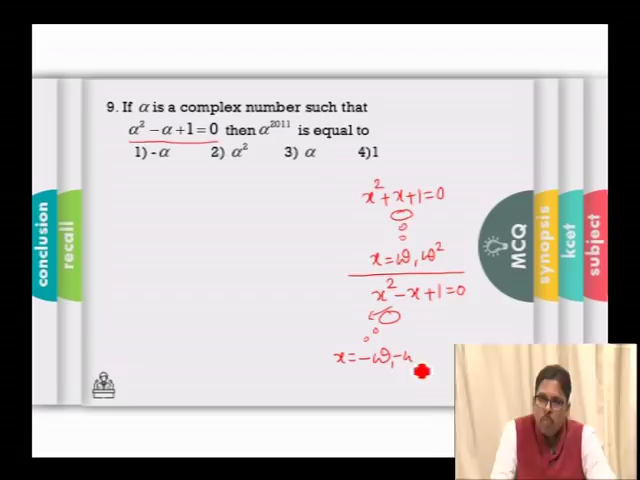 9. If α is a complex number such that
α² − α + 1 = 0 then α²⁰¹¹ is equal to
1) -α 2) α² 3) α 4)1
x² + x + 1 = 0
x = ω, ω²
x² − x + 1 = 0
x = −ω, −
conclusion
recall
MCQ
synopsis
kcet
subject